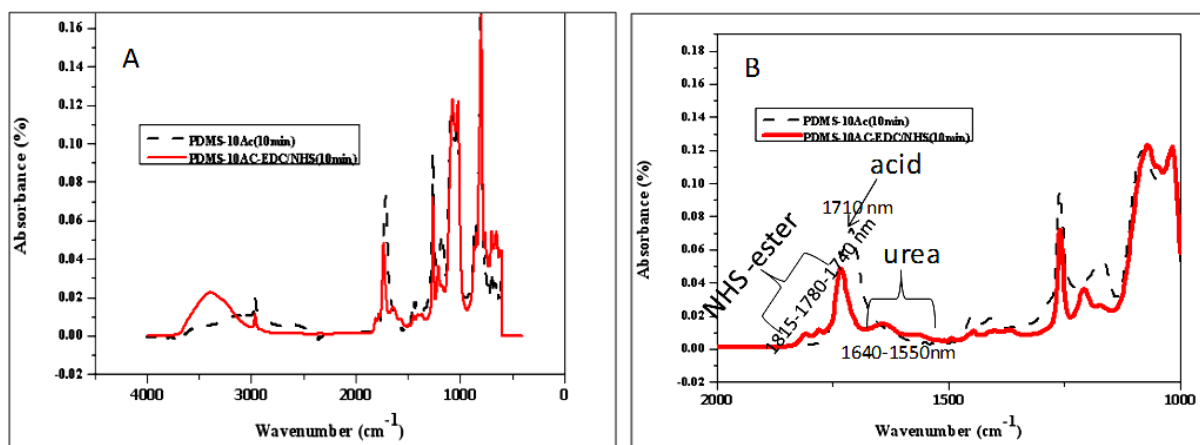 A
0.16
0.14
0.12
0.10
0.08
0.06
0.04
0.02
0.00
-0.02
Absorbance (%)
PDMS-10Ac(10min)
PDMS-10AC-EDC/NHS(10min)
4000
3000
2000
1000
0
Wavenumber (cm-1)
B
0.18
0.16
0.14
0.12
0.10
0.08
0.06
0.04
0.02
0.00
-0.02
Absorbance (%)
PDMS-10Ac(10min)
PDMS-10AC-EDC/NHS(10min)
acid
1710 nm
NHS-ester
1815-1780-1740 nm
urea
1640-1550nm
2000
1500
1000
Wavenumber (cm-1)